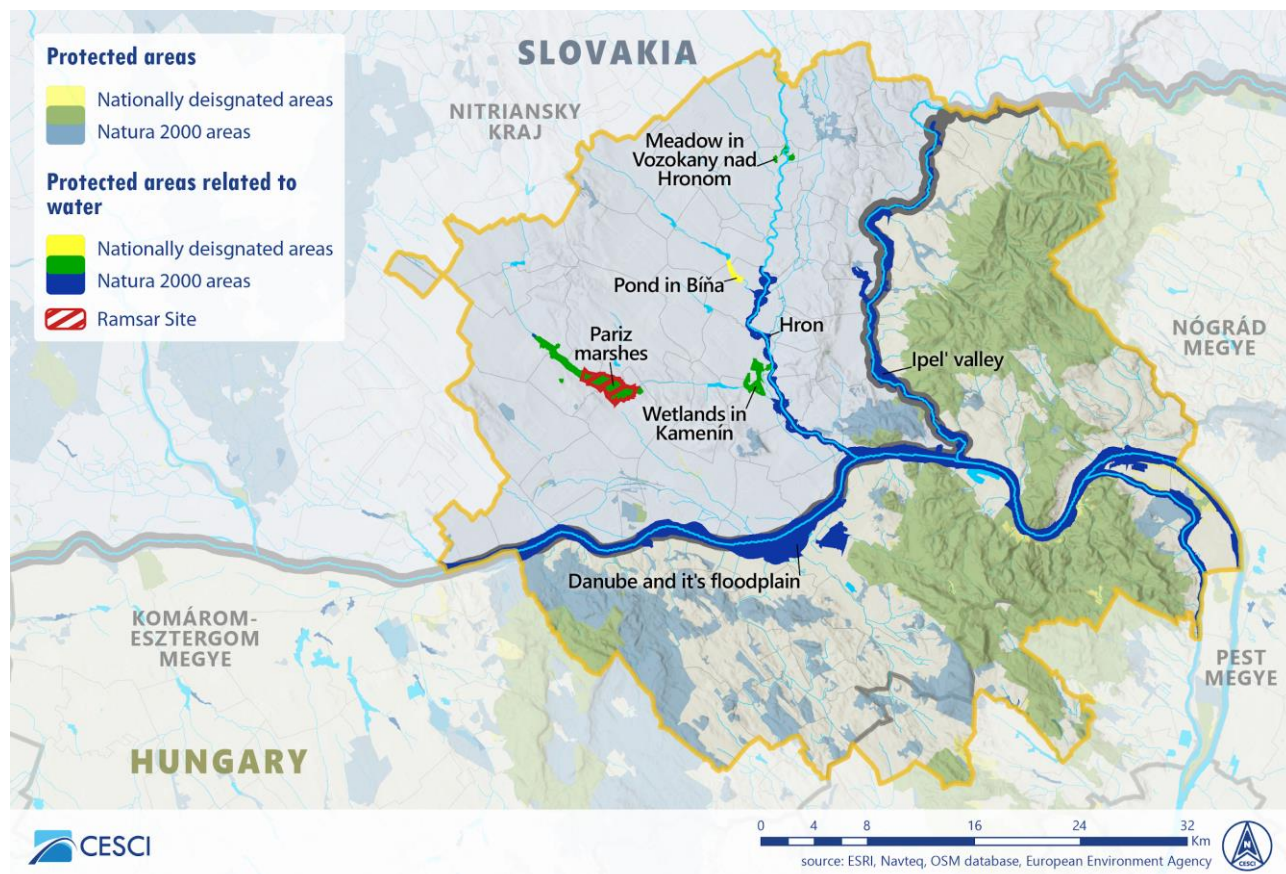 Protected areas
Nationally deisgnated areas
Natura 2000 areas
Protected areas related to
water
Nationally deisgnated areas
Natura 2000 areas
Ramsar Site
SLOVAKIA
NITRIANSKY
KRAJ
Meadow in
Vozokany nad
Hronom
Pond in Bíňa
Hron
Pariz
marshes
Ipel' valley
NÓGRÁD
MEGYE
Wetlands in
Kamenín
Danube and it's floodplain
KOMÁROM-
ESZTERGOM
MEGYE
PEST
MEGYE
HUNGARY
CESCI
0 4 8 16 24 32
Km
source: ESRI, Navteq, OSM database, European Environment Agency
N
CESCI